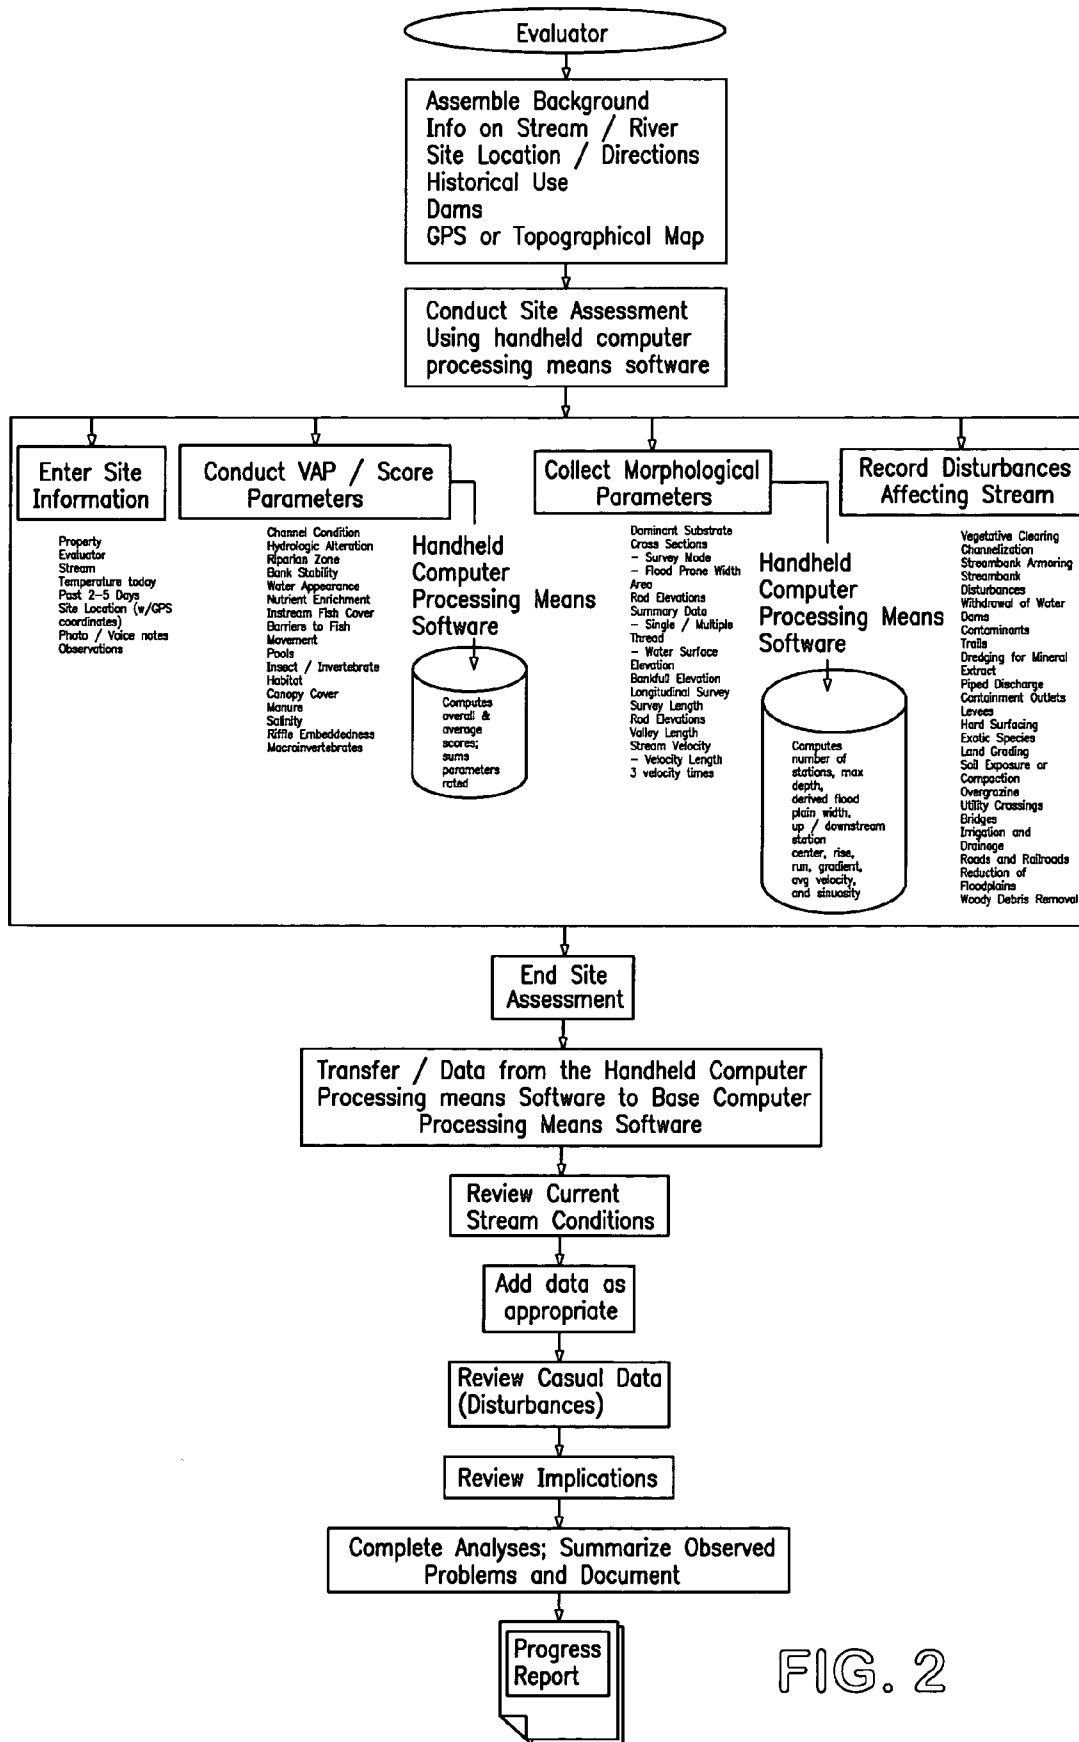 Evaluator
Assemble Background
Info on Stream / River
Site Location / Directions
Historical Use
Dams
GPS or Topographical Map
Conduct Site Assessment
Using handheld computer
processing means software
Enter Site
Information
Property
Evaluator
Stream
Temperature today
Past 2-5 Days
Site Location (w/GPS
coordinates)
Photo / Voice notes
Observations
Conduct VAP / Score
Parameters
Channel Condition
Hydrologic Alteration
Riparian Zone
Bank Stability
Water Appearance
Nutrient Enrichment
Instream Fish Cover
Barriers to Fish
Movement
Pools
Insect / Invertebrate
Habitat
Canopy Cover
Manure
Salinity
Riffle Embeddedness
Macroinvertebrates
Handheld
Computer
Processing Means
Software
Computes
overall &
average
scores;
sums
parameters
rated
Collect Morphological
Parameters
Dominant Substrate
Cross Sections
- Survey Mode
- Flood Prone Width
Area
Rod Elevations
Summary Data
- Single / Multiple
Thread
- Water Surface
Elevation
Bankfull Elevation
Longitudinal Survey
Survey Length
Rod Elevations
Valley Length
Stream Velocity
- Velocity Length
3 velocity times
Handheld
Computer
Processing Means
Software
Computes
number of
stations, max
depth,
derived flood
plain width,
up / downstream
station
center, rise,
run, gradient,
avg velocity,
and sinuosity
Record Disturbances
Affecting Stream
Vegetative Clearing
Channelization
Streambank Armoring
Streambank
Disturbances
Withdrawal of Water
Dams
Contaminants
Trails
Dredging for Mineral
Extract
Piped Discharge
Containment Outlets
Levees
Hard Surfacing
Exotic Species
Land Grading
Soil Exposure or
Compaction
Overgrazine
Utility Crossings
Bridges
Irrigation and
Drainage
Roads and Railroads
Reduction of
Floodplains
Woody Debris Removal
End Site
Assessment
Transfer / Data from the Handheld Computer
Processing means Software to Base Computer
Processing Means Software
Review Current
Stream Conditions
Add data as
appropriate
Review Casual Data
(Disturbances)
Review Implications
Complete Analyses; Summarize Observed
Problems and Document
Progress
Report
FIG. 2